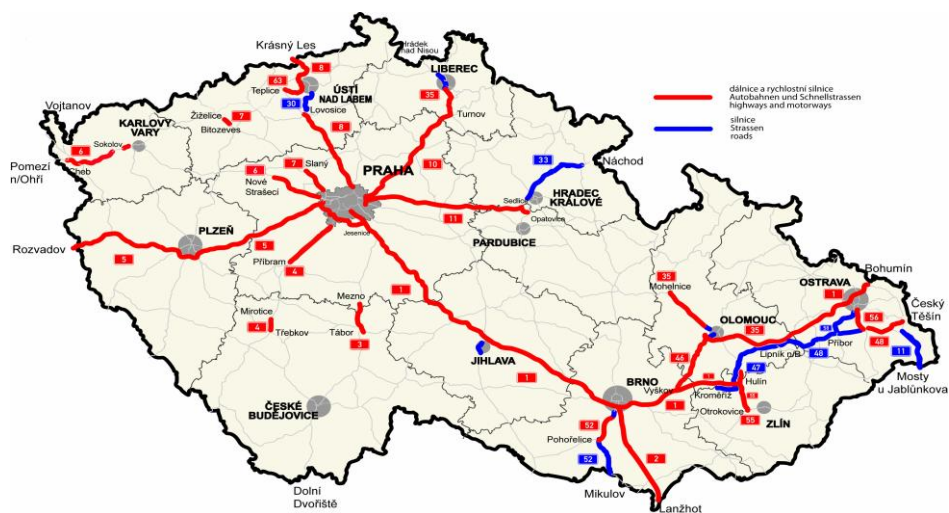 Krásný Les
8
Hrádek
nad Nisou
LIBEREC
63
Teplice
ÚSTÍ
NAD LABEM
30
Lovosice
35
Turnov
dálnice a rychlostní silnice
Autobahnen und Schnellstrassen
highways and motorways
silnice
Strassen
roads
Vojtanov
Žiželice
7
Bitozeves
8
KARLOVY
VARY
Sokolov
6
Cheb
Pomezí
n/Ohří
7
Slaný
6
Nové
Strašecí
PRAHA
10
33
Náchod
HRADEC
KRÁLOVÉ
Sedlice
11
Opatovice
PARDUBICE
Jesenice
PLZEŇ
Rozvadov
5
5
Příbram
4
1
Mezno
Mirotice
4
Třebkov
Tábor
3
35
Mohelnice
OSTRAVA
1
Bohumín
Český
Těšín
56
OLOMOUC
35
48
11
Příbor
Lipník n/B
48
Mosty
u Jablůnkova
JIHLAVA
1
46
47
BRNO
Vyškov
1
Hulín
Kroměříž
Otrokovice
55
ZLÍN
ČESKÉ
BUDĚJOVICE
52
Pohořelice
52
2
Dolní
Dvořiště
Mikulov
Lanžhot